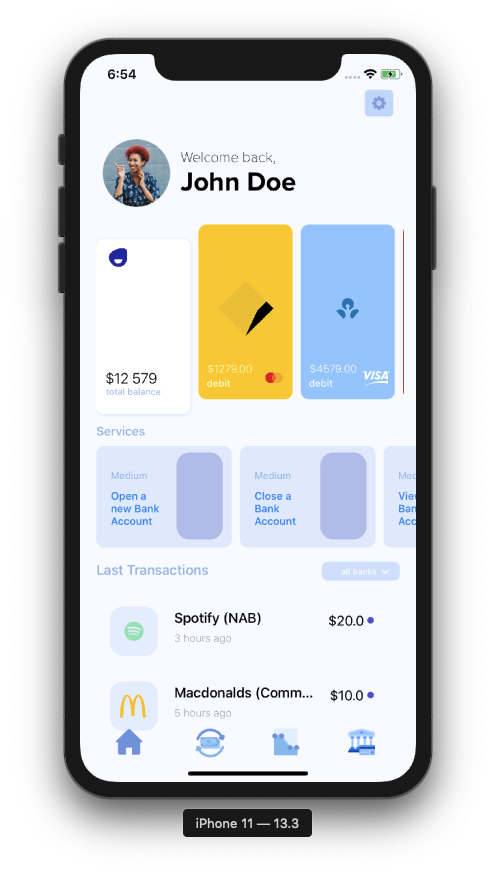 6:54
Welcome back,
John Doe
$12 579
total balance
$1279.00
debit
$4579.00
debit
VISA
Services
Medium
Open a
new Bank
Account
Medium
Close a
Bank
Account
Med
View
Ban
Acc
Last Transactions
all banks
Spotify (NAB)
$20.0
3 hours ago
Macdonalds (Comm...
$10.0
5 hours ago
iPhone 11 — 13.3